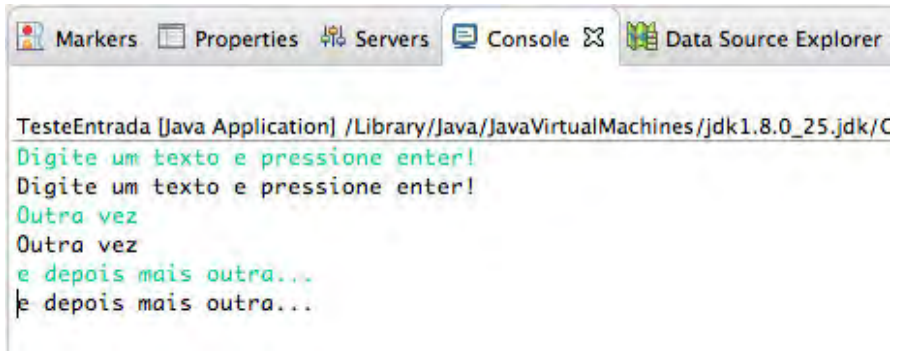 Markers Properties Servers Console Data Source Explorer
TesteEntrada [Java Application] /Library/Java/JavaVirtualMachines/jdk1.8.0_25.jdk/C
Digite um texto e pressione enter!
Digite um texto e pressione enter!
Outra vez
Outra vez
e depois mais outra...
e depois mais outra...